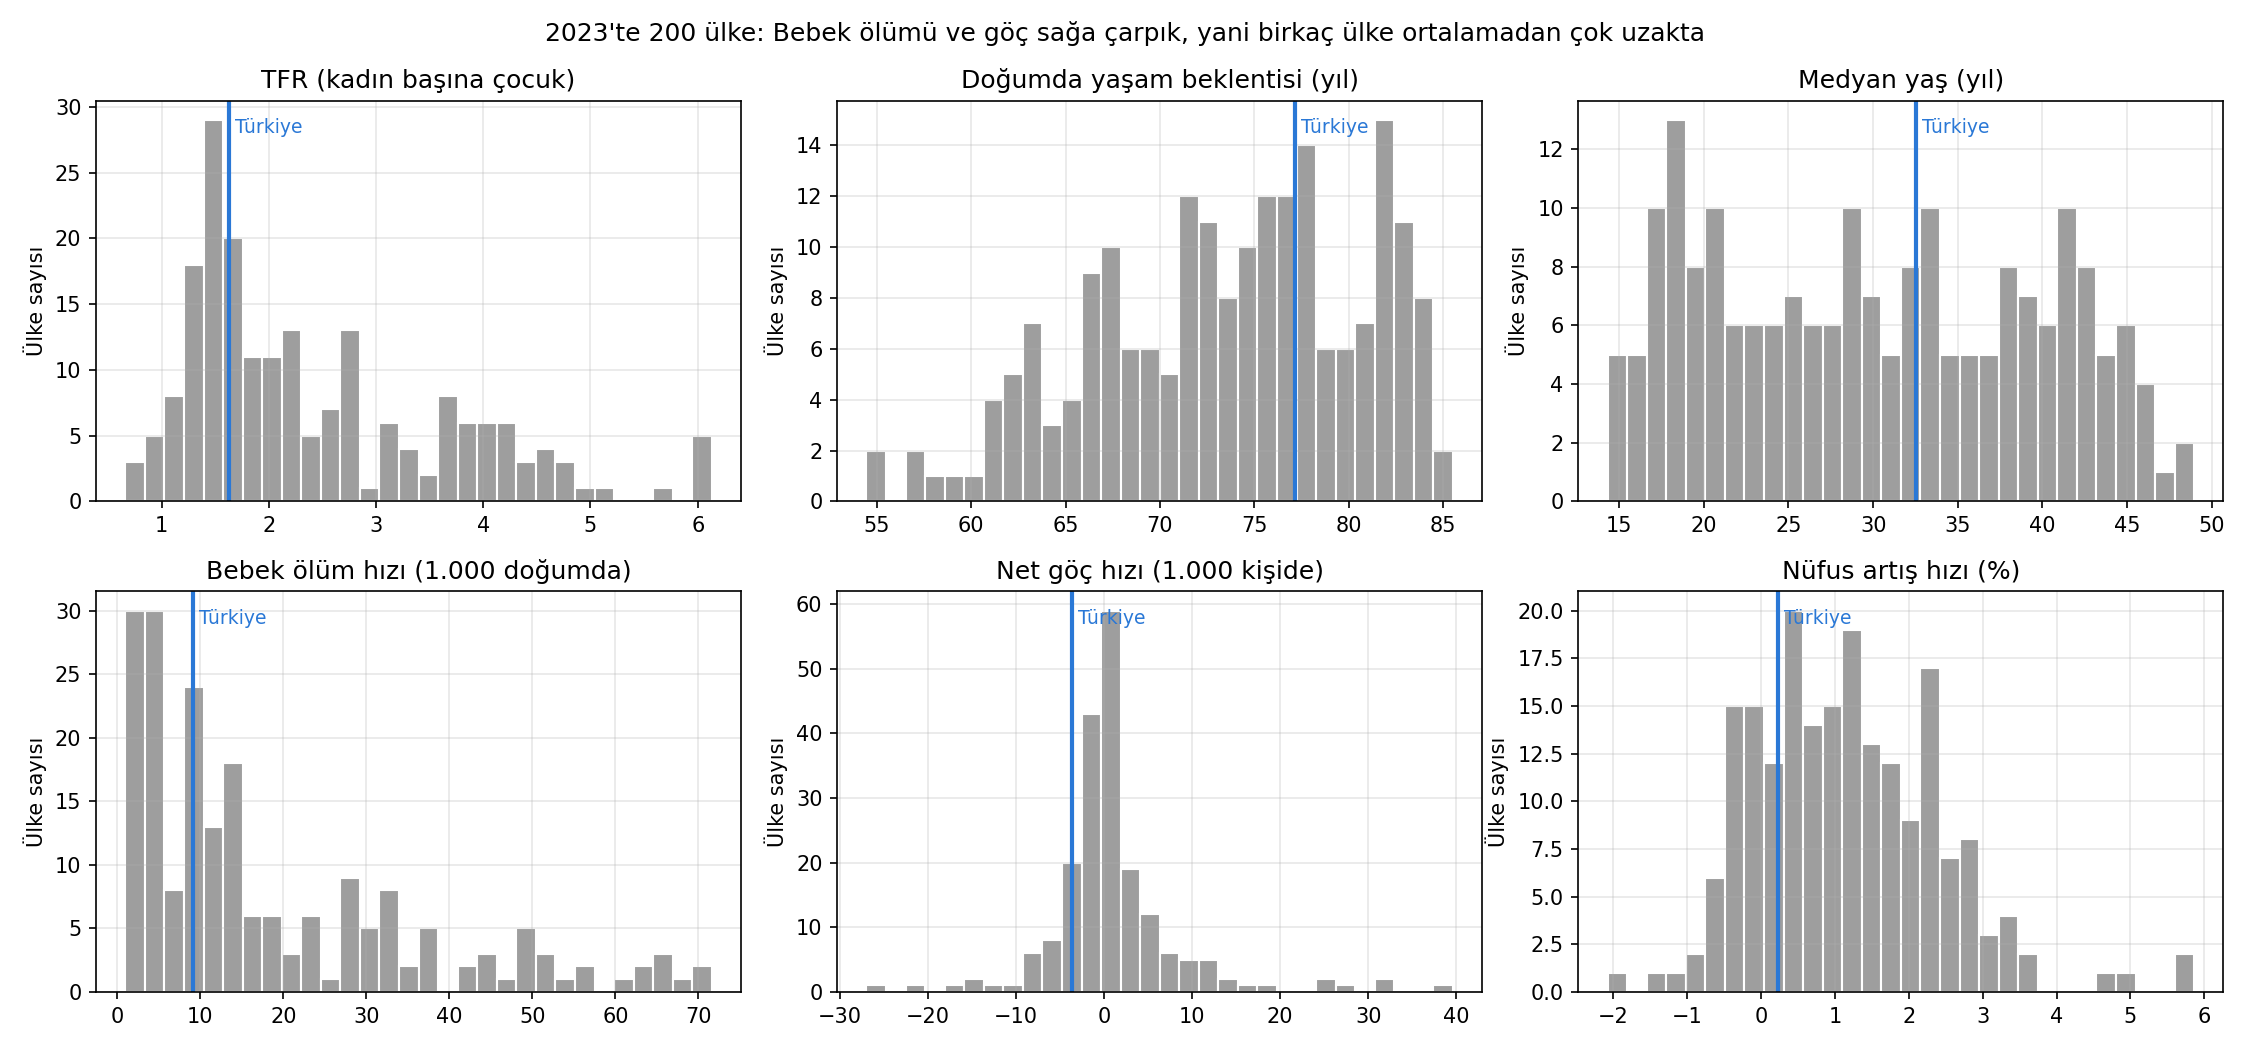 2023'te 200 ülke: Bebek ölümü ve göç sağa çarpık, yani birkaç ülke ortalamadan çok uzakta
TFR (kadın başına çocuk)
Ülke sayısı
30
25
20
15
10
5
0
Türkiye
1 2 3 4 5 6
Doğumda yaşam beklentisi (yıl)
Ülke sayısı
14
12
10
8
6
4
2
0
Türkiye
55 60 65 70 75 80 85
Medyan yaş (yıl)
Ülke sayısı
12
10
8
6
4
2
0
Türkiye
15 20 25 30 35 40 45 50
Bebek ölüm hızı (1.000 doğumda)
Ülke sayısı
30
25
20
15
10
5
0
Türkiye
0 10 20 30 40 50 60 70
Net göç hızı (1.000 kişide)
Ülke sayısı
60
50
40
30
20
10
0
Türkiye
−30 −20 −10 0 10 20 30 40
Nüfus artış hızı (%)
Ülke sayısı
20.0
17.5
15.0
12.5
10.0
7.5
5.0
2.5
0.0
Türkiye
−2 −1 0 1 2 3 4 5 6